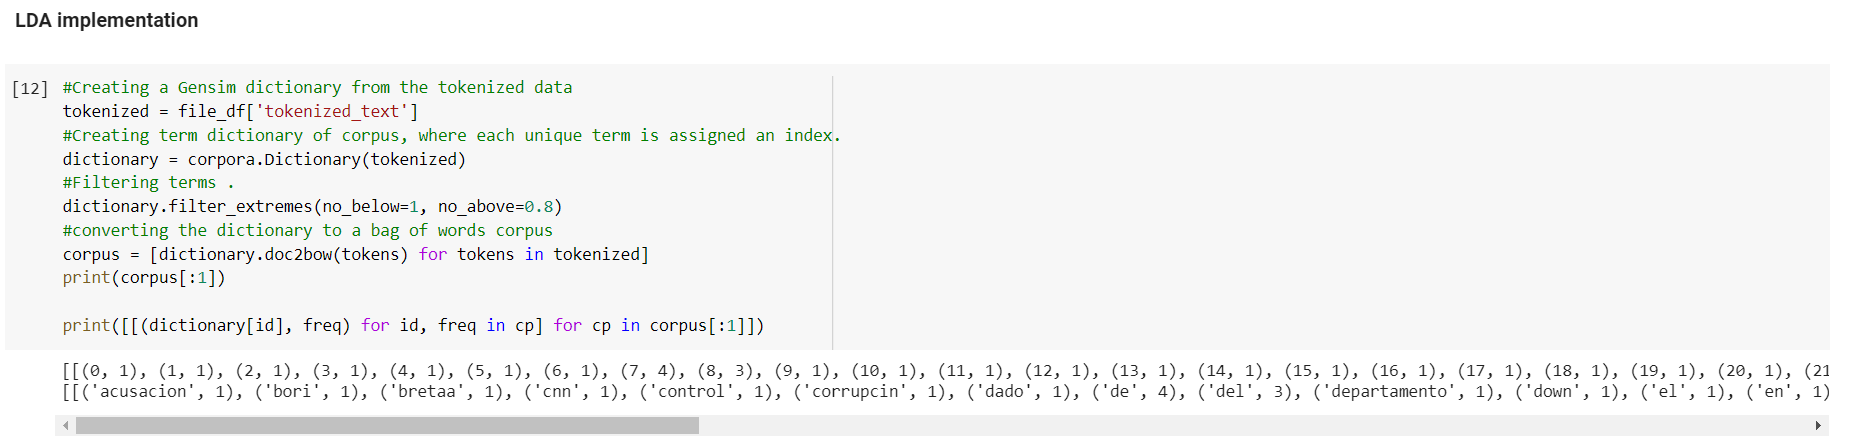 LDA implementation
[12] #Creating a Gensim dictionary from the tokenized data
tokenized = file_df['tokenized_text']
#Creating term dictionary of corpus, where each unique term is assigned an index.
dictionary = corpora.Dictionary(tokenized)
#Filtering terms .
dictionary.filter_extremes(no_below=1, no_above=0.8)
#converting the dictionary to a bag of words corpus
corpus = [dictionary.doc2bow(tokens) for tokens in tokenized]
print(corpus[:1])
print([[(dictionary[id], freq) for id, freq in cp] for cp in corpus[:1]])
[[(0, 1), (1, 1), (2, 1), (3, 1), (4, 1), (5, 1), (6, 1), (7, 4), (8, 3), (9, 1), (10, 1), (11, 1), (12, 1), (13, 1), (14, 1), (15, 1), (16, 1), (17, 1), (18, 1), (19, 1), (20, 1), (21
[[('acusacion', 1), ('bori', 1), ('bretaa', 1), ('cnn', 1), ('control', 1), ('corrupcin', 1), ('dado', 1), ('de', 4), ('del', 3), ('departamento', 1), ('down', 1), ('el', 1), ('en', 1)